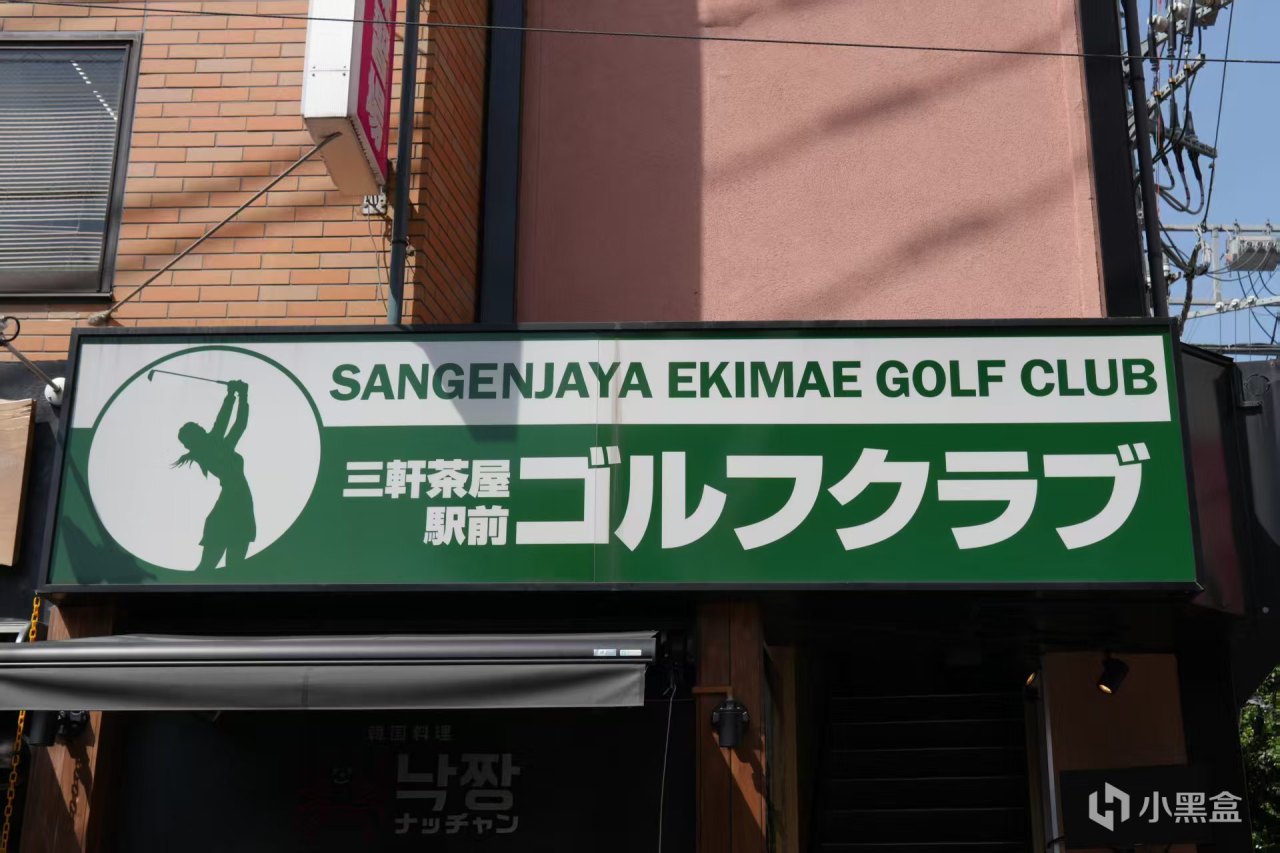 SANGENJAYA EKIMAE GOLF CLUB
三軒茶屋
駅前
ゴルフクラブ
韓国料理
낙짱
ナッチャン
小黑盒